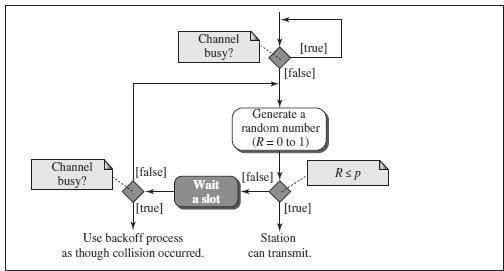 Channel
busy?
[true]
[false]
Generate a
random number
(R = 0 to 1)
Channel
busy?
[false]
Wait
a slot
[false]
R ≤ p
[true]
[true]
Use backoff process
as though collision occurred.
Station
can transmit.